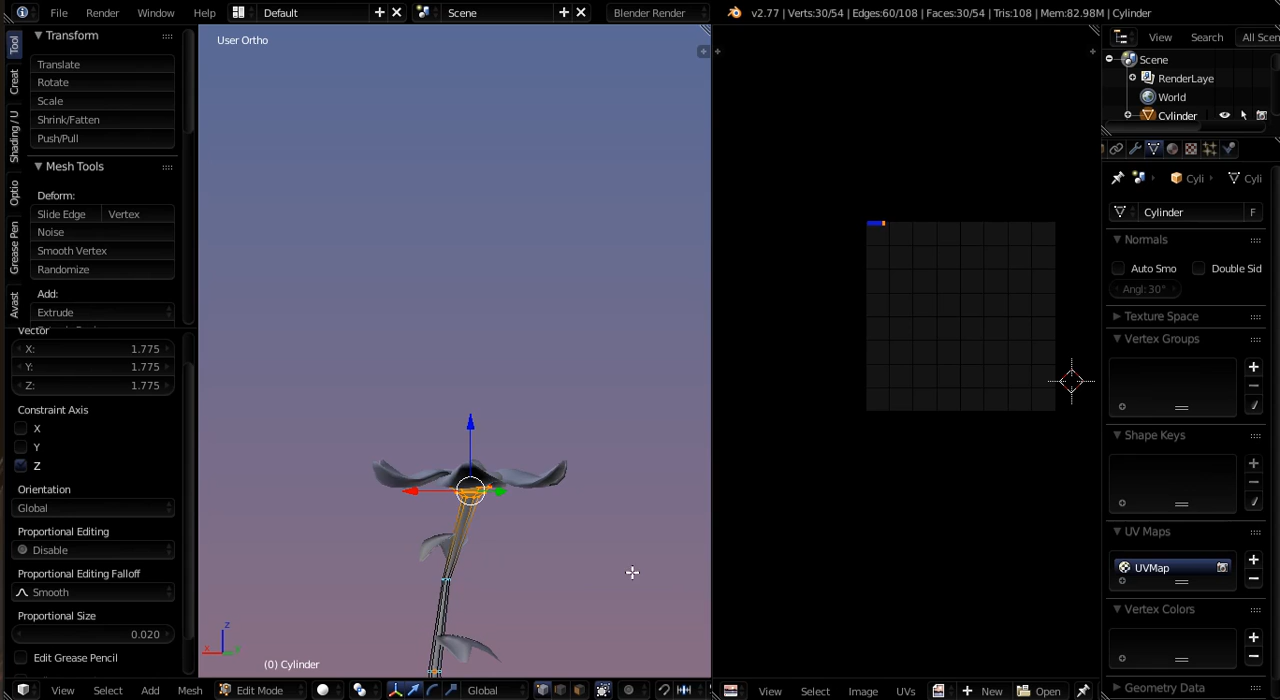 File Render Window Help Default Scene Blender Render v2.77 | Verts:30/54 | Edges:60/108 | Faces:30/54 | Tris:108 | Mem:82.98M | Cylinder
Tool
Creat
Shading / U
Optio
Grease Pen
Avast
Transform
Translate
Rotate
Scale
Shrink/Fatten
Push/Pull
Mesh Tools
Deform:
Slide Edge Vertex
Noise
Smooth Vertex
Randomize
Add:
Extrude
Vector
X: 1.775
Y: 1.775
Z: 1.775
Constraint Axis
X
Y
Z
Orientation
Global
Proportional Editing
Disable
Proportional Editing Falloff
Smooth
Proportional Size
0.020
Edit Grease Pencil
User Ortho
z
x
y
(0) Cylinder
View Select Add Mesh Edit Mode Global
View Select Image UVs New Open
View Search All Scen
Scene
RenderLaye
World
Cylinder
Cyli Cyli
Cylinder F
Normals
Auto Smo Double Sid
Angl: 30°
Texture Space
Vertex Groups
Shape Keys
UV Maps
UVMap
Vertex Colors
Geometry Data